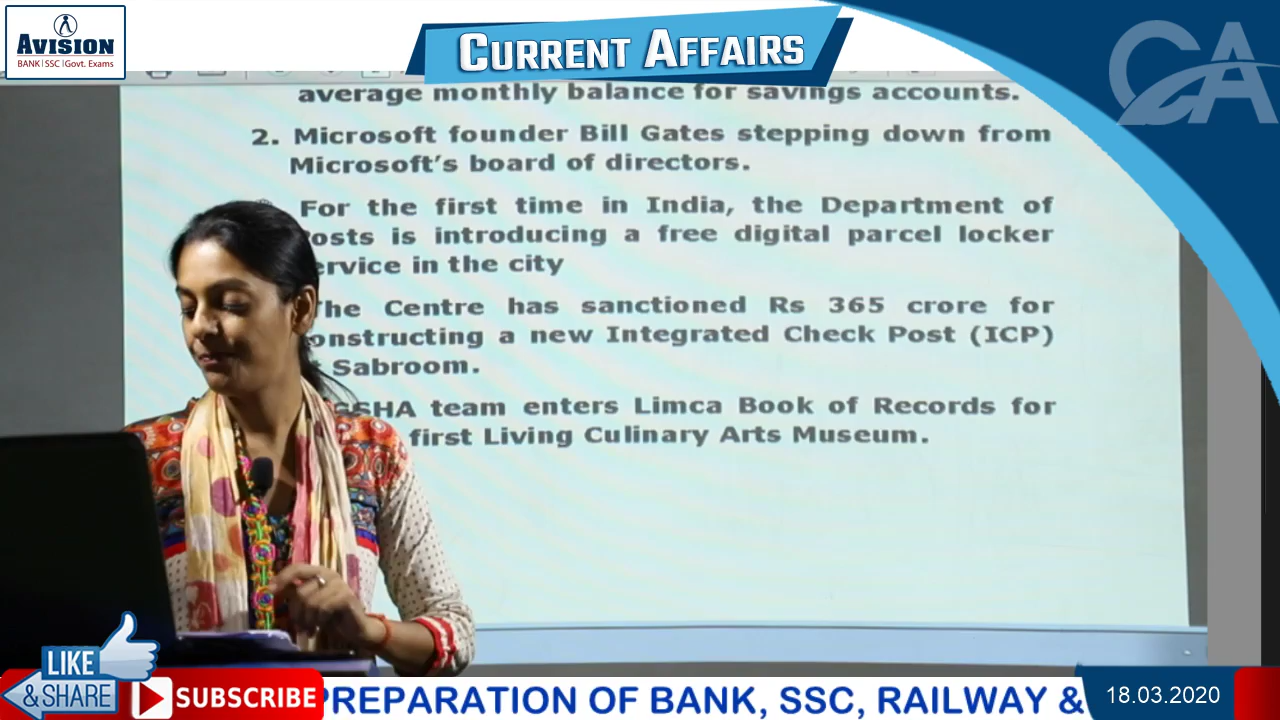 AVISION
BANK|SSC|Govt. Exams
CURRENT AFFAIRS
CA
average monthly balance for savings accounts.
2. Microsoft founder Bill Gates stepping down from
Microsoft's board of directors.
For the first time in India, the Department of
osts is introducing a free digital parcel locker
ervice in the city
The Centre has sanctioned Rs 365 crore for
onstructing a new Integrated Check Post (ICP)
Sabroom.
GSHA team enters Limca Book of Records for
first Living Culinary Arts Museum.
LIKE
& SHARE
SUBSCRIBE
PREPARATION OF BANK, SSC, RAILWAY &
18.03.2020